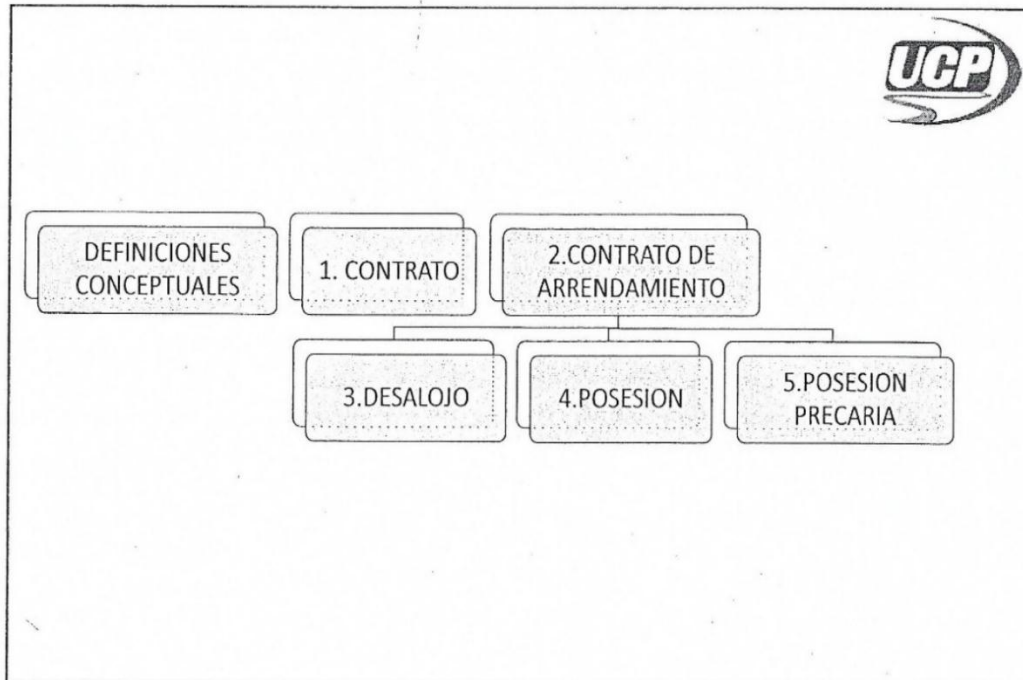 UCP
DEFINICIONES
CONCEPTUALES
1. CONTRATO
2.CONTRATO DE
ARRENDAMIENTO
3.DESALOJO
4.POSESION
5.POSESION
PRECARIA